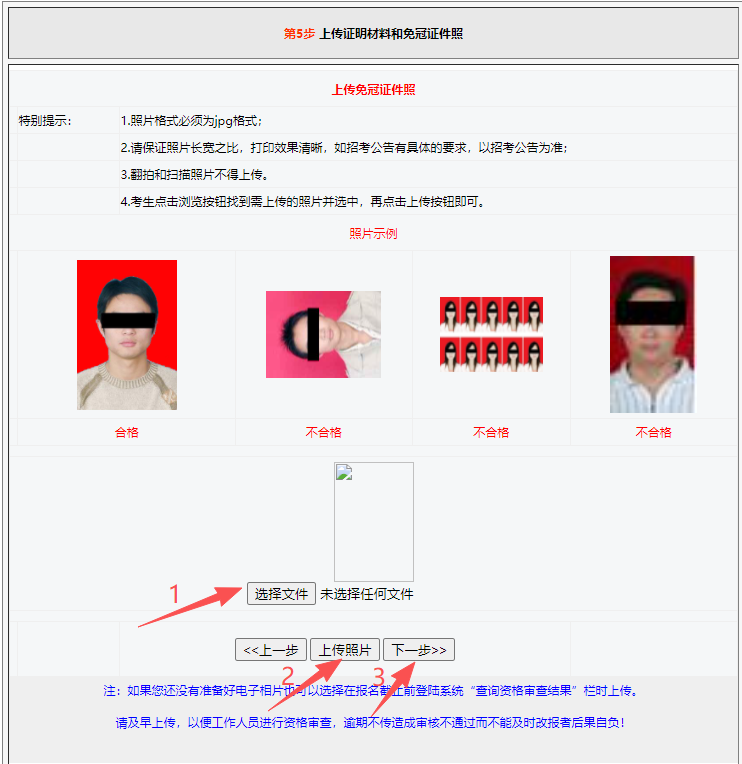 第5步 上传证明材料和免冠证件照
上传免冠证件照
特别提示： 1.照片格式必须为jpg格式；
2.请保证照片长宽之比，打印效果清晰，如招考公告有具体的要求，以招考公告为准；
3.翻拍和扫描照片不得上传。
4.考生点击浏览按钮找到需上传的照片并选中，再点击上传按钮即可。
照片示例
合格 不合格 不合格 不合格
1
选择文件 未选择任何文件
<<上一步 上传照片 下一步>>
2 3
注：如果您还没有准备好电子相片也可以选择在报名截止前登陆系统“查询资格审查结果”栏时上传。
请及早上传，以便工作人员进行资格审查，逾期不传造成审核不通过而不能及时改报者后果自负！